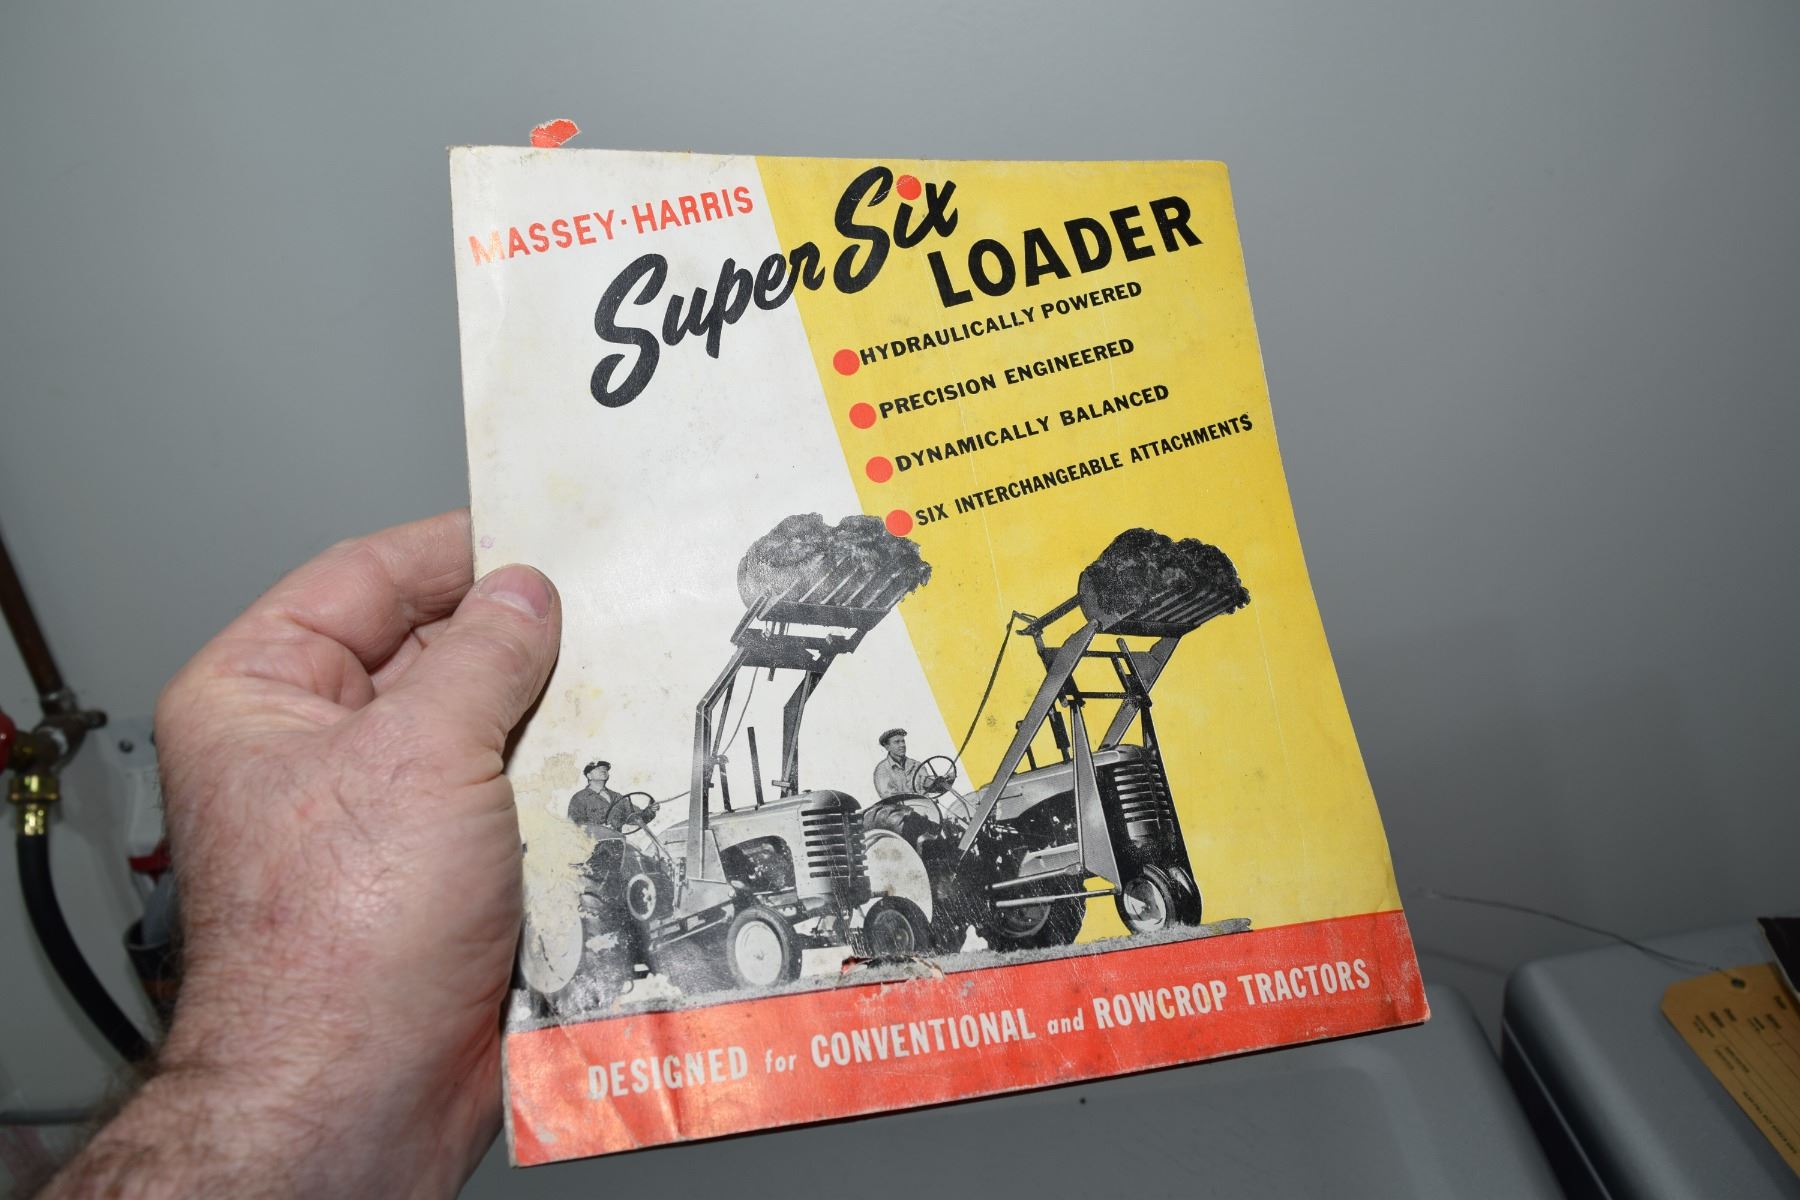 MASSEY-HARRIS
Super Six
LOADER
HYDRAULICALLY POWERED
PRECISION ENGINEERED
DYNAMICALLY BALANCED
SIX INTERCHANGEABLE ATTACHMENTS
DESIGNED for CONVENTIONAL and ROWCROP TRACTORS